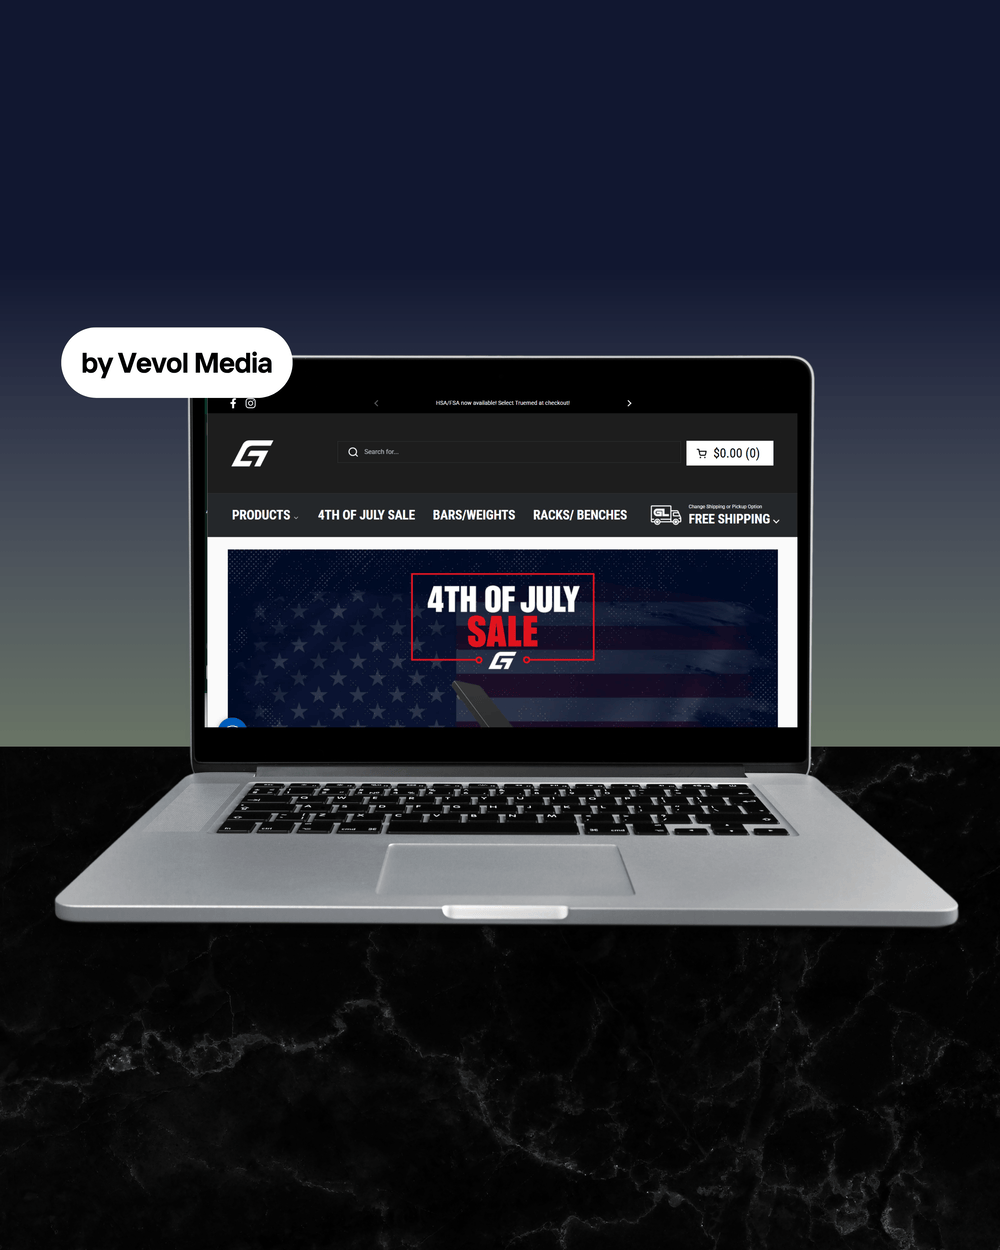 by Vevol Media
HSA/FSA now available! Select Truemed at checkout!
Search for...
$0.00 (0)
PRODUCTS
4TH OF JULY SALE
BARS/WEIGHTS
RACKS/ BENCHES
GL
Change Shipping or Pickup Option
FREE SHIPPING
4TH OF JULY
SALE